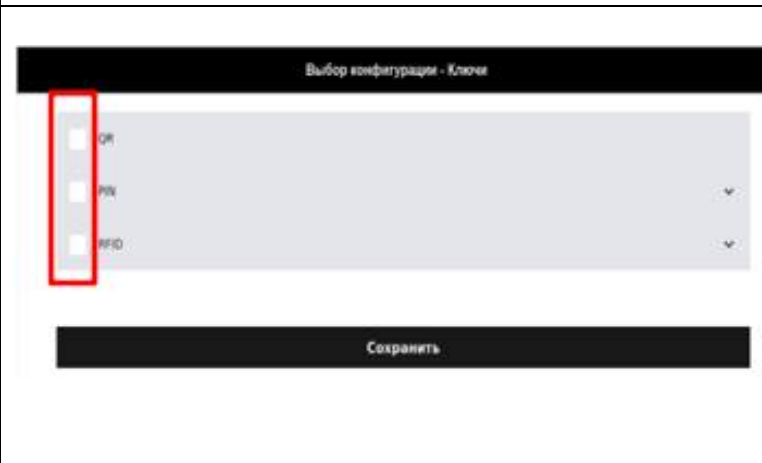 Выбор конфигурации - Ключи
QR
PIN
RFID
Сохранить